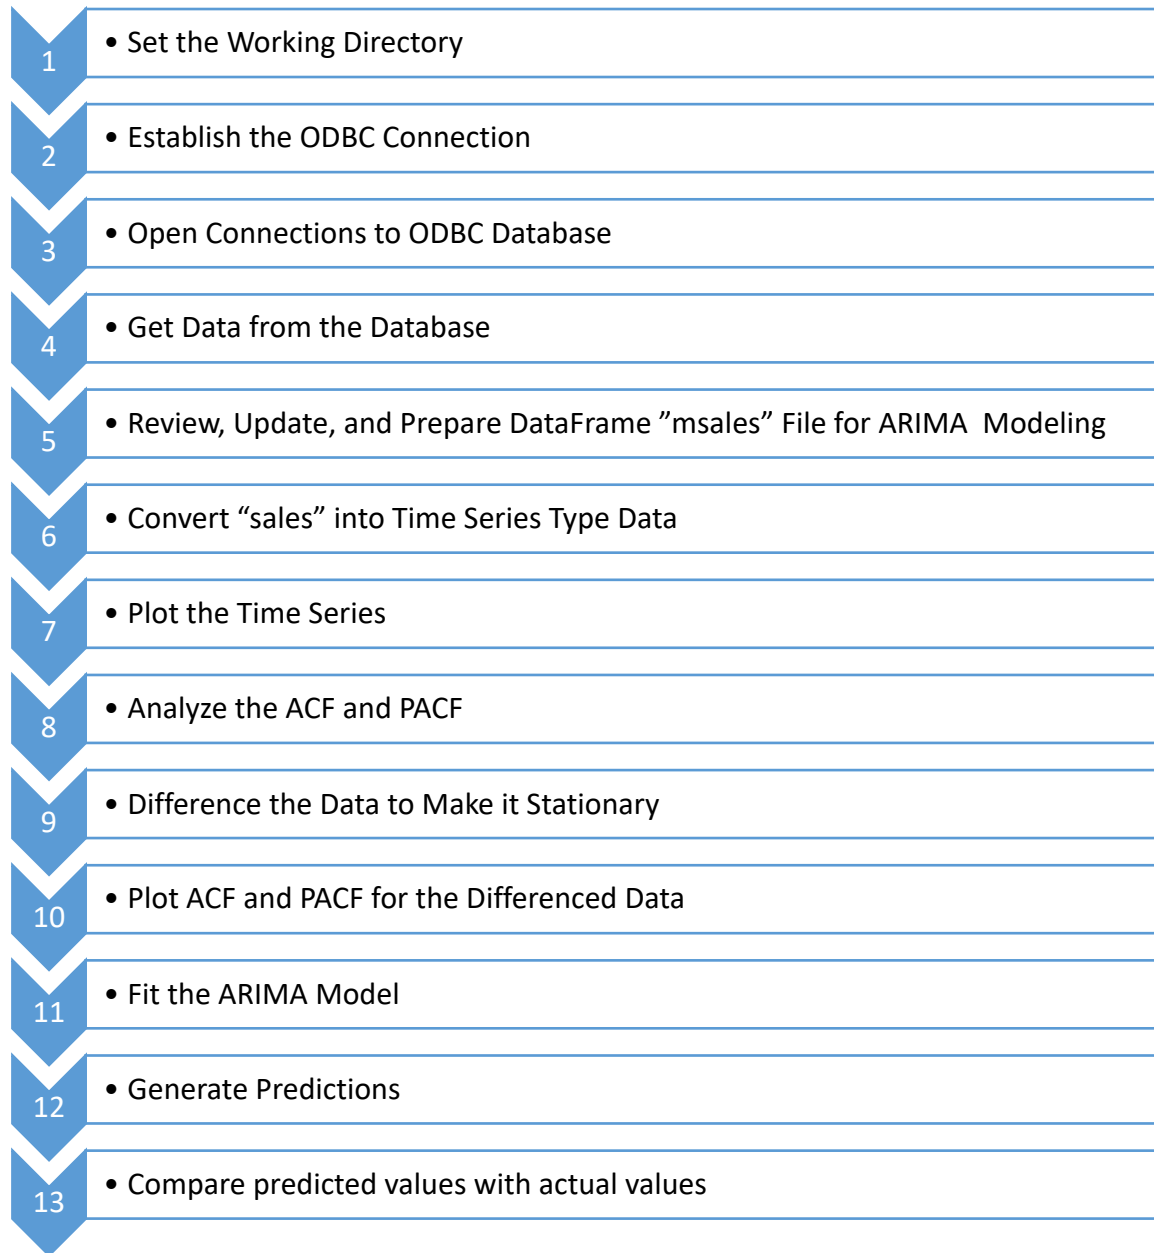 1
• Set the Working Directory
2
• Establish the ODBC Connection
3
• Open Connections to ODBC Database
4
• Get Data from the Database
5
• Review, Update, and Prepare DataFrame ”msales” File for ARIMA  Modeling
6
• Convert “sales” into Time Series Type Data
7
• Plot the Time Series
8
• Analyze the ACF and PACF
9
• Difference the Data to Make it Stationary
10
• Plot ACF and PACF for the Differenced Data
11
• Fit the ARIMA Model
12
• Generate Predictions
13
• Compare predicted values with actual values